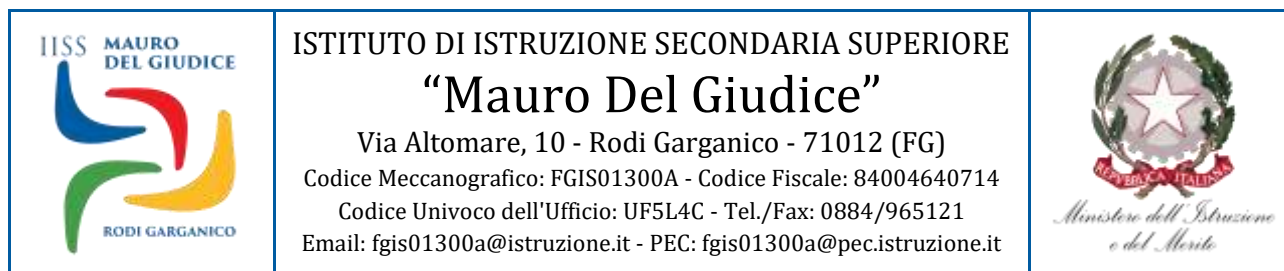 IISS MAURO
DEL GIUDICE
RODI GARGANICO
ISTITUTO DI ISTRUZIONE SECONDARIA SUPERIORE
“Mauro Del Giudice”
Via Altomare, 10 - Rodi Garganico - 71012 (FG)
Codice Meccanografico: FGIS01300A - Codice Fiscale: 84004640714
Codice Univoco dell'Ufficio: UF5L4C - Tel./Fax: 0884/965121
Email: fgis01300a@istruzione.it - PEC: fgis01300a@pec.istruzione.it
REPVBBLICA ITALIANA
Ministero dell'Istruzione
e del Merito